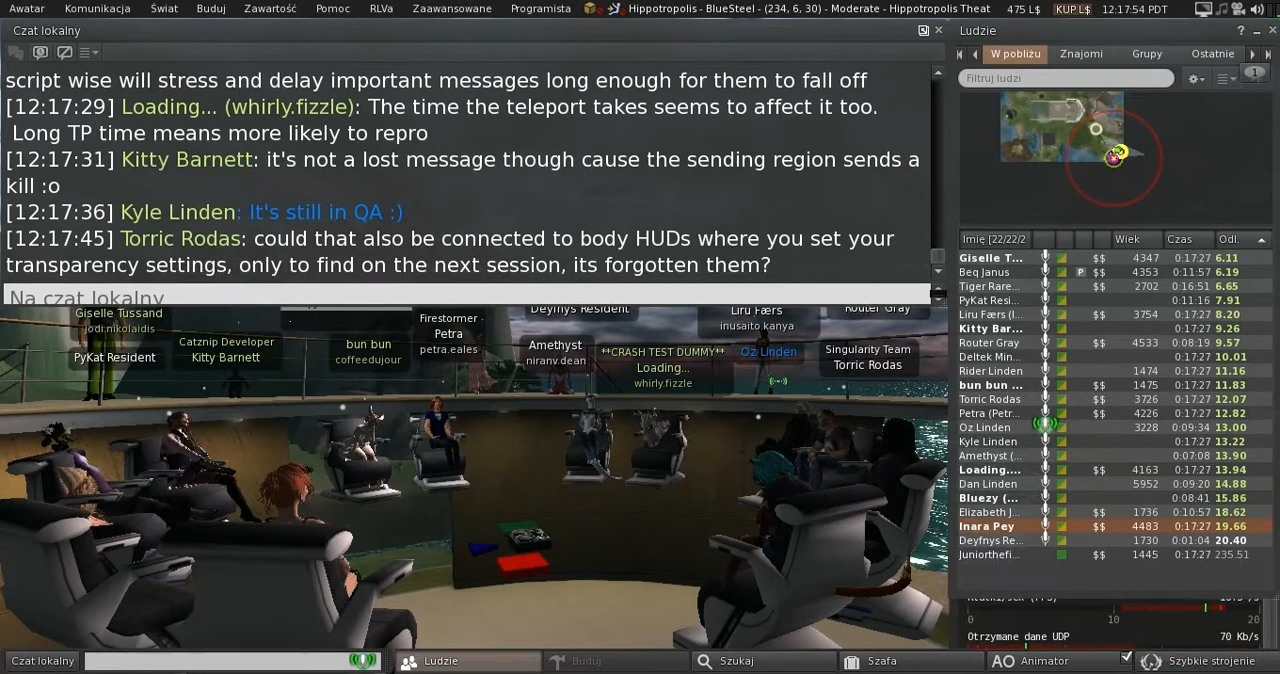 Awatar Komunikacja Świat Buduj Zawartość Pomoc RLVa Zaawansowane Programista Hippotropolis - BlueSteel - (234, 6, 30) - Moderate - Hippotropolis Theat 475 L$ KUP L$ 12:17:54 PDT
Czat lokalny
script wise will stress and delay important messages long enough for them to fall off
[12:17:29] Loading... (whirly.fizzle): The time the teleport takes seems to affect it too.
Long TP time means more likely to repro
[12:17:31] Kitty Barnett: it's not a lost message though cause the sending region sends a
kill :o
[12:17:36] Kyle Linden: It's still in QA :)
[12:17:45] Torric Rodas: could that also be connected to body HUDs where you set your
transparency settings, only to find on the next session, its forgotten them?
Na czat lokalny
Giselle Tussand
jodi.nikolaidis
PyKat Resident
Catznip Developer
Kitty Barnett
bun bun
coffeedujour
Firestormer
Petra
petra.eales
Deyfnys Resident
Amethyst
nirany.dean
**CRASH TEST DUMMY**
Loading...
whirly.fizzle
Liru Færs
inusaito.kanya
Oz Linden
Router Gray
Singularity Team
Torric Rodas
Ludzie
W pobliżu Znajomi Grupy Ostatnie
Filtruj ludzi
1
Imię [22/22/2 Wiek Czas Odl.
Giselle T... $$ 4347 0:17:27 6.11
Beq Janus P $$ 4353 0:11:57 6.19
Tiger Rare... $$ 2702 0:16:51 6.65
PyKat Resi... 0:11:16 7.91
Liru Færs (I... $$ 3754 0:17:27 8.20
Kitty Bar... 0:17:27 9.26
Router Gray $$ 4533 0:08:19 9.57
Deltek Min... 0:17:27 10.01
Rider Linden 1474 0:17:27 11.16
bun bun ... $$ 1475 0:17:27 11.83
Torric Rodas $$ 3726 0:17:27 12.07
Petra (Petr... $$ 4226 0:17:27 12.82
Oz Linden 3228 0:09:34 13.00
Kyle Linden 0:17:27 13.22
Amethyst (... 0:07:08 13.90
Loading.... $$ 4163 0:17:27 13.94
Dan Linden 5952 0:09:20 14.88
Bluezy (... 0:08:41 15.86
Elizabeth J... $$ 1736 0:10:57 18.62
Inara Pey $$ 4483 0:17:27 19.66
Deyfnys Re... 1730 0:01:04 20.40
Juniorthefi... $$ 1445 0:17:27 235.51
0 10 20
Otrzymane dane UDP 70 Kb/s
Czat lokalny Ludzie Buduj Szukaj Szafa AO Animator Szybkie strojenie